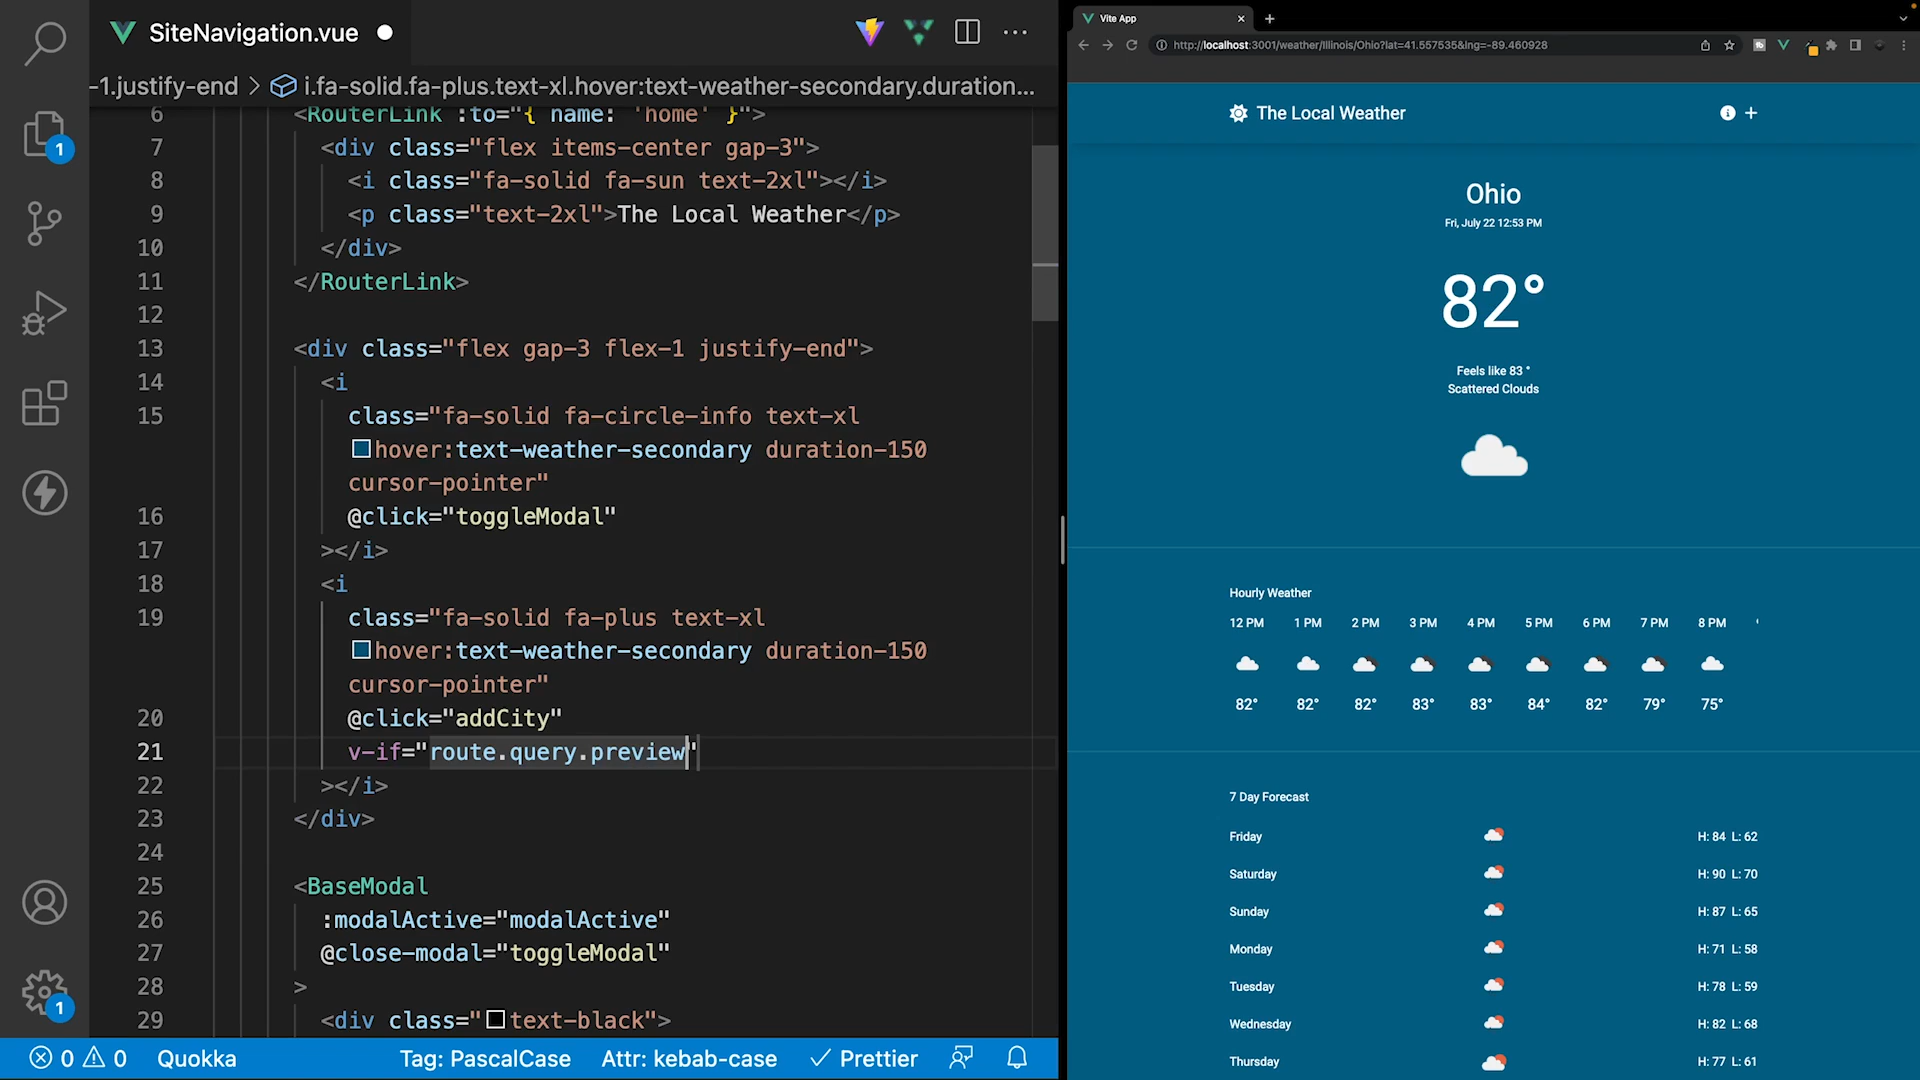 SiteNavigation.vue
-1.justify-end > i.fa-solid.fa-plus.text-xl.hover:text-weather-secondary.duration...
6 <RouterLink :to="{ name: 'home' }">
7 <div class="flex items-center gap-3">
8 <i class="fa-solid fa-sun text-2xl"></i>
9 <p class="text-2xl">The Local Weather</p>
10 </div>
11 </RouterLink>
12
13 <div class="flex gap-3 flex-1 justify-end">
14 <i
15 class="fa-solid fa-circle-info text-xl
hover:text-weather-secondary duration-150
cursor-pointer"
16 @click="toggleModal"
17 ></i>
18 <i
19 class="fa-solid fa-plus text-xl
hover:text-weather-secondary duration-150
cursor-pointer"
20 @click="addCity"
21 v-if="route.query.preview"
22 ></i>
23 </div>
24
25 <BaseModal
26 :modalActive="modalActive"
27 @close-modal="toggleModal"
28 >
29 <div class="text-black">
1
1
0 0 Quokka Tag: PascalCase Attr: kebab-case Prettier
Vite App
http://localhost:3001/weather/Illinois/Ohio?lat=41.557535&lng=-89.460928
The Local Weather
Ohio
Fri, July 22 12:53 PM
82°
Feels like 83 °
Scattered Clouds
Hourly Weather
12 PM 1 PM 2 PM 3 PM 4 PM 5 PM 6 PM 7 PM 8 PM
82° 82° 82° 83° 83° 84° 82° 79° 75°
7 Day Forecast
Friday H: 84 L: 62
Saturday H: 90 L: 70
Sunday H: 87 L: 65
Monday H: 71 L: 58
Tuesday H: 78 L: 59
Wednesday H: 82 L: 68
Thursday H: 77 L: 61